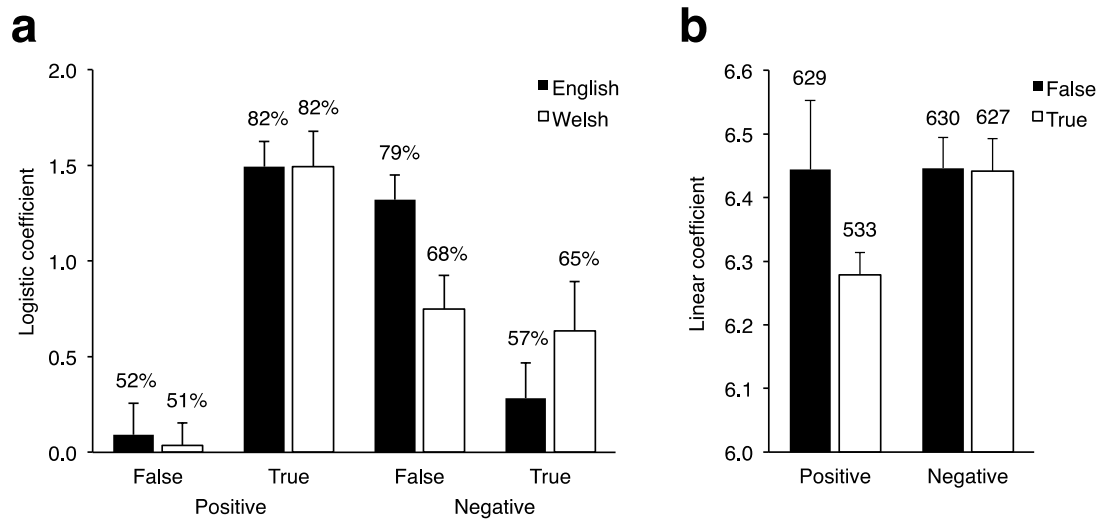 a
2.0
1.5
1.0
0.5
0.0
Logistic coefficient
English
Welsh
52%
51%
82%
82%
79%
68%
57%
65%
False
True
False
True
Positive
Negative
b
6.6
6.5
6.4
6.3
6.2
6.1
6.0
Linear coefficient
False
True
629
533
630
627
Positive
Negative